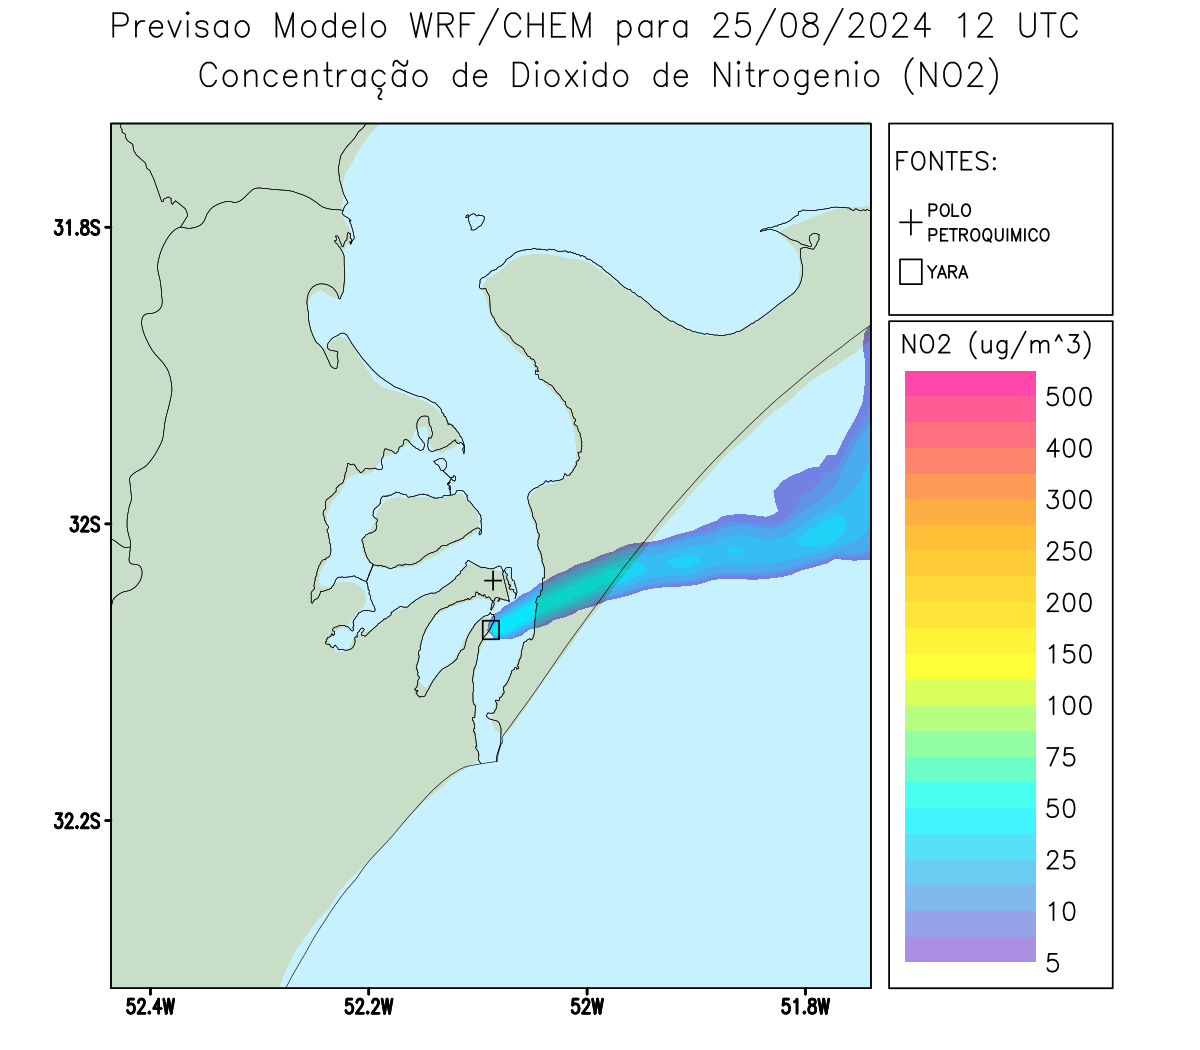 Previsao Modelo WRF/CHEM para 25/08/2024 12 UTC
Concentração de Dioxido de Nitrogenio (NO2)
FONTES:
POLO
PETROQUIMICO
YARA
31.8S
32S
32.2S
52.4W
52.2W
52W
51.8W
NO2 (ug/m^3)
500
400
300
250
200
150
100
75
50
25
10
5